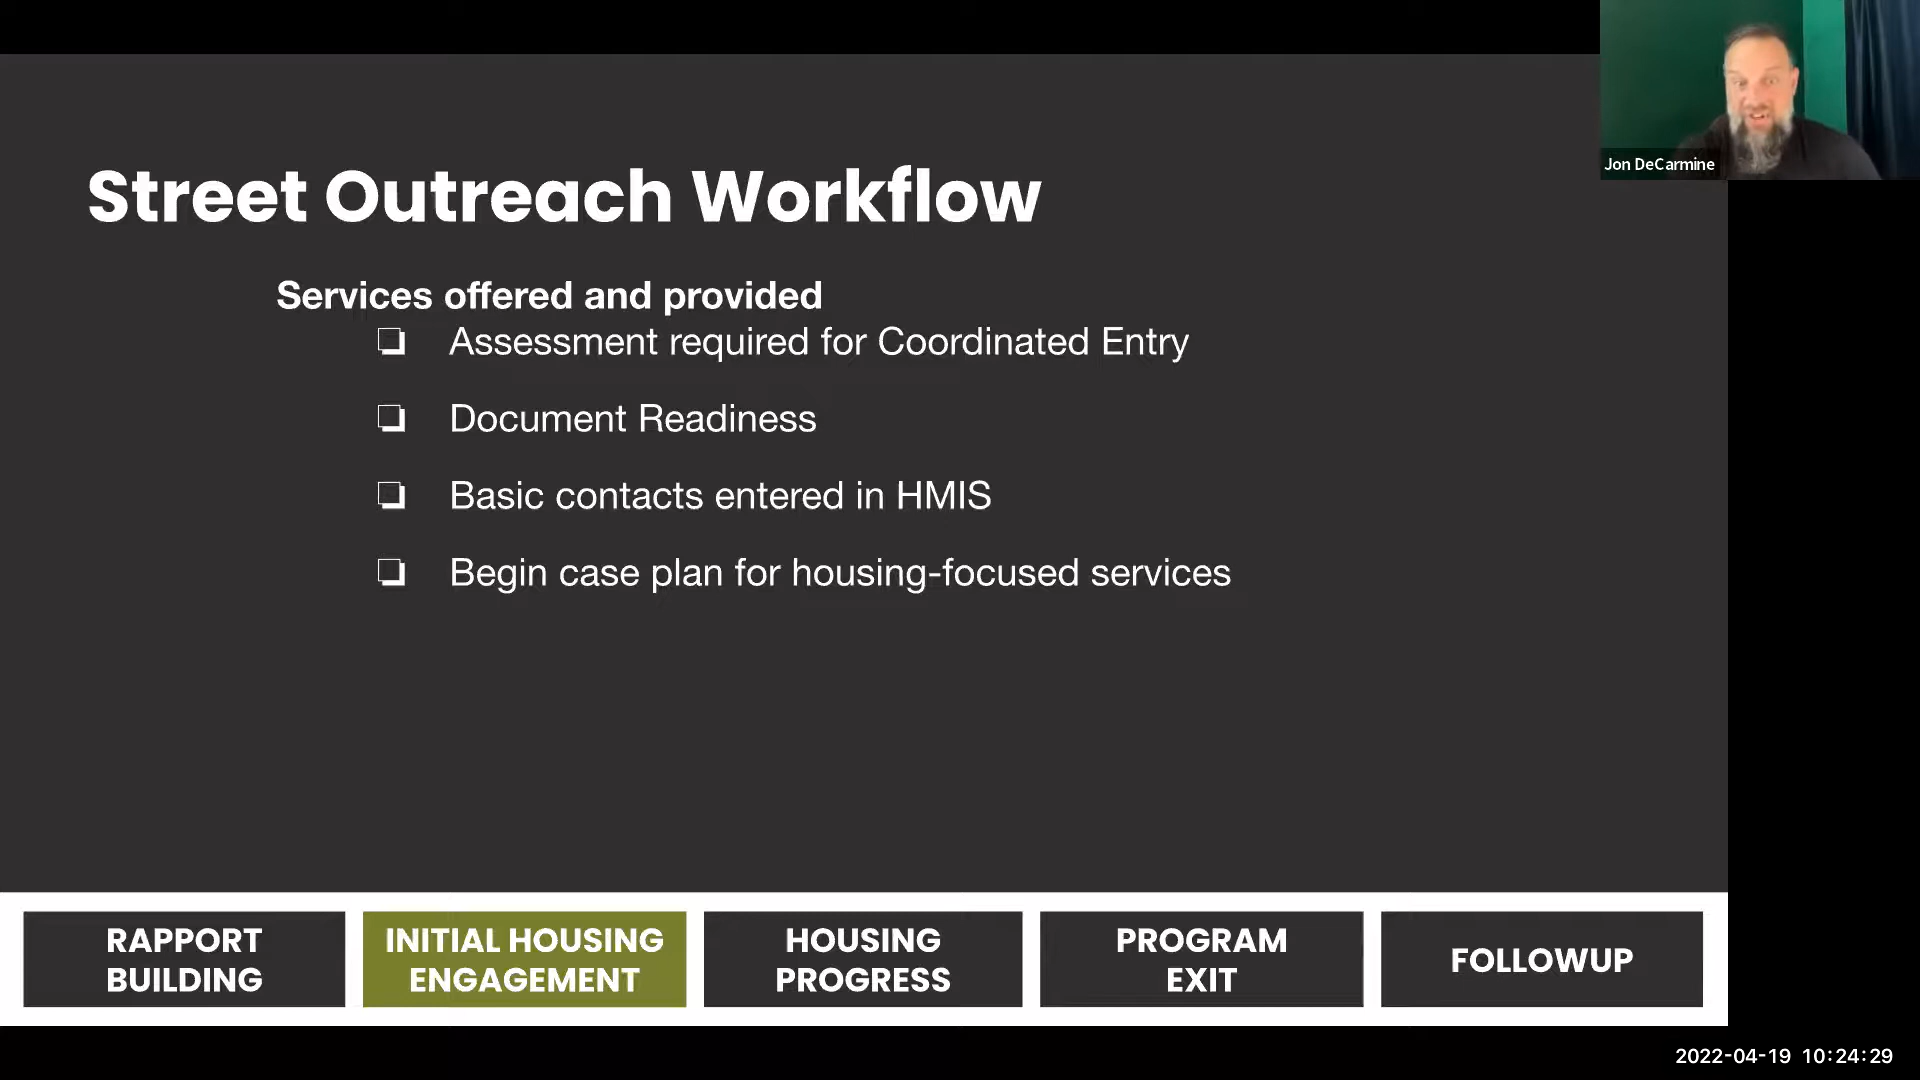 Jon DeCarmine
Street Outreach Workflow
Services offered and provided
Assessment required for Coordinated Entry
Document Readiness
Basic contacts entered in HMIS
Begin case plan for housing-focused services
RAPPORT
BUILDING
INITIAL HOUSING
ENGAGEMENT
HOUSING
PROGRESS
PROGRAM
EXIT
FOLLOWUP
2022-04-19 10:24:29